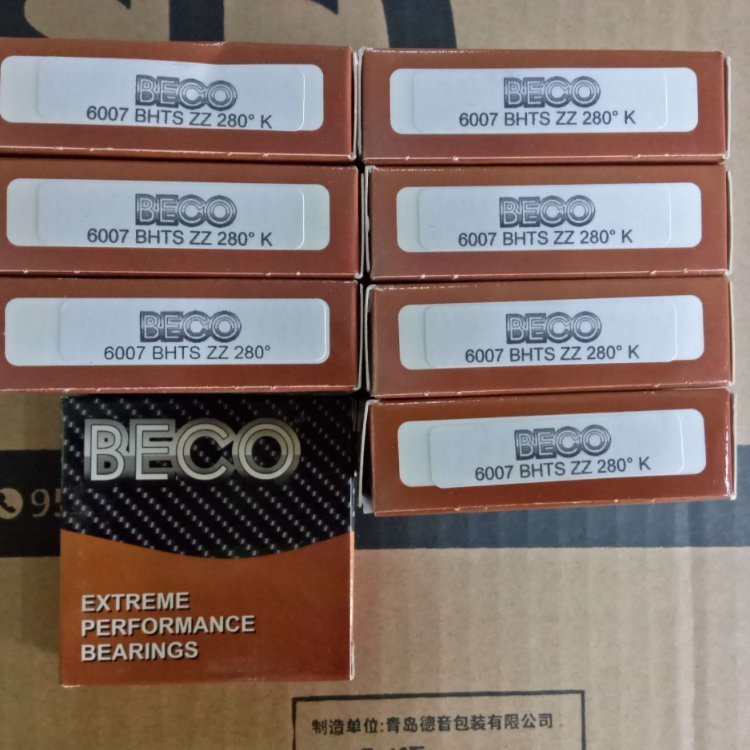 BECO
6007 BHTS ZZ 280° K
BECO
6007 BHTS ZZ 280° K
BECO
6007 BHTS ZZ 280° K
BECO
6007 BHTS ZZ 280° K
BECO
6007 BHTS ZZ 280°
BECO
6007 BHTS ZZ 280° K
BECO
6007 BHTS ZZ 280° K
BECO
EXTREME
PERFORMANCE
BEARINGS
95
制造单位:青岛德音包装有限公司